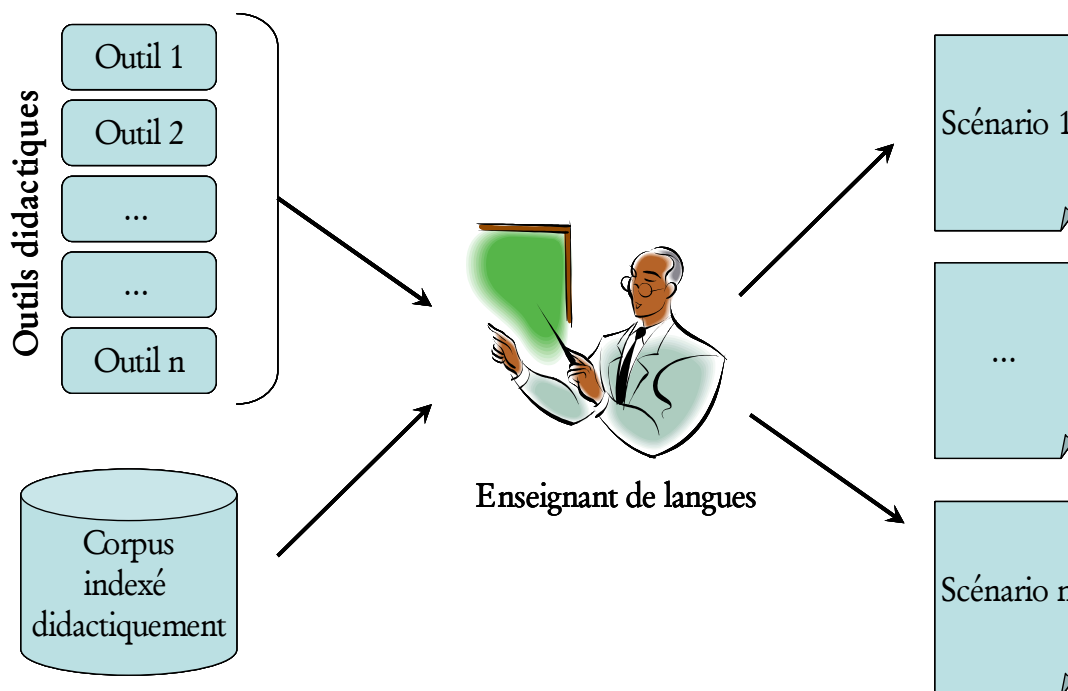 Outils didactiques
Outil 1
Outil 2
...
...
Outil n
Corpus
indexé
didactiquement
Enseignant de langues
Scénario 1
...
Scénario n